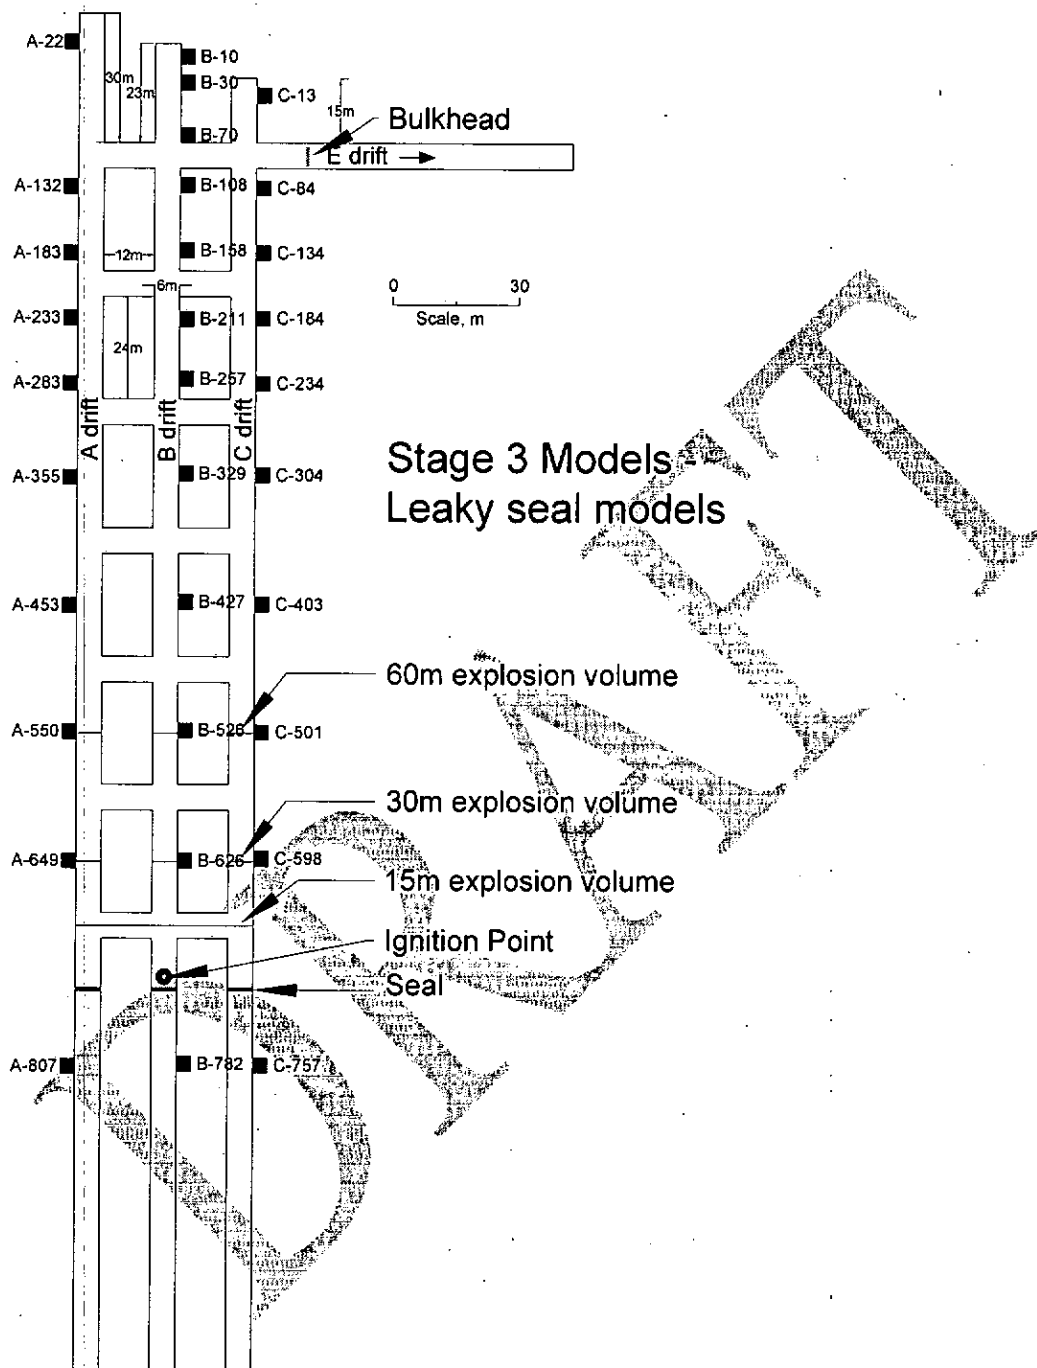 A-22
B-10
30m
23m
B-30
C-13
15m
B-70
Bulkhead
E drift
A-132
B-108
C-84
A-183
12m
B-158
C-134
6m
0 30
Scale, m
A-233
B-211
C-184
24m
A-283
B-257
C-234
A drift
B drift
C drift
Stage 3 Models -
Leaky seal models
A-355
B-329
C-304
A-453
B-427
C-403
60m explosion volume
A-550
B-526
C-501
30m explosion volume
A-649
B-626
C-598
15m explosion volume
Ignition Point
Seal
A-807
B-782
C-757
DRAFT